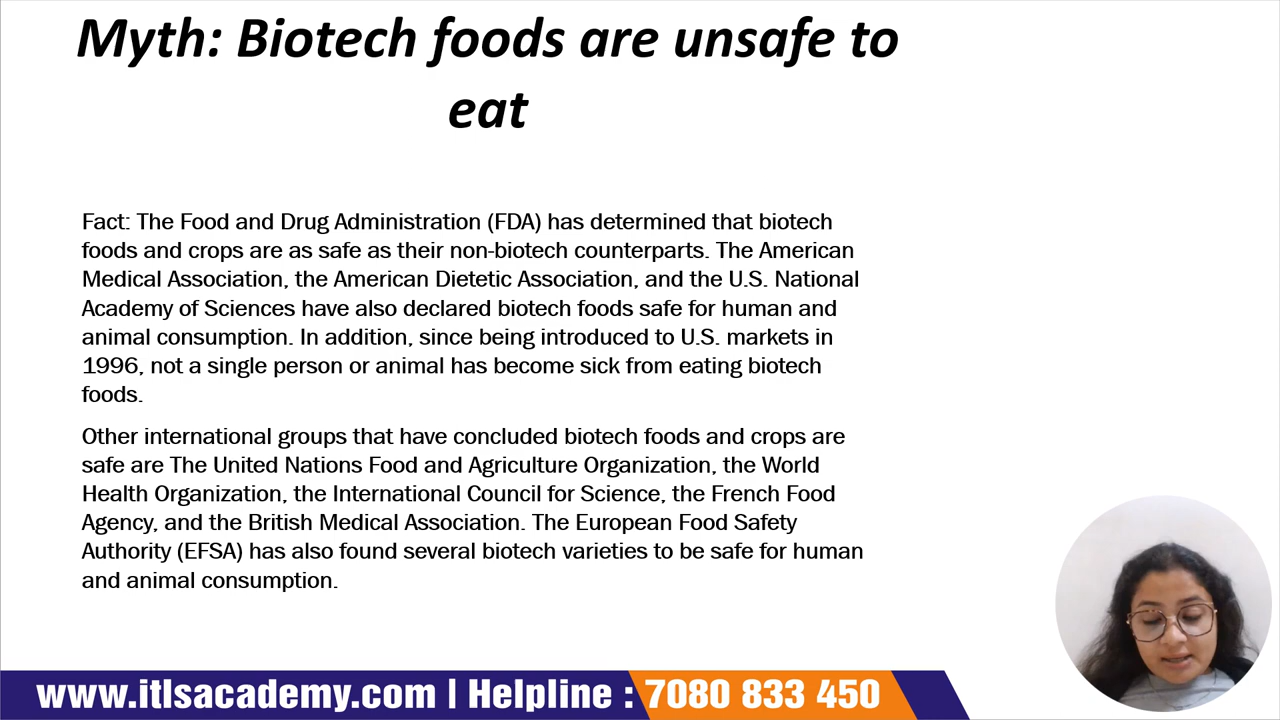 Myth: Biotech foods are unsafe to
eat
Fact: The Food and Drug Administration (FDA) has determined that biotech
foods and crops are as safe as their non-biotech counterparts. The American
Medical Association, the American Dietetic Association, and the U.S. National
Academy of Sciences have also declared biotech foods safe for human and
animal consumption. In addition, since being introduced to U.S. markets in
1996, not a single person or animal has become sick from eating biotech
foods.
Other international groups that have concluded biotech foods and crops are
safe are The United Nations Food and Agriculture Organization, the World
Health Organization, the International Council for Science, the French Food
Agency, and the British Medical Association. The European Food Safety
Authority (EFSA) has also found several biotech varieties to be safe for human
and animal consumption.
www.itlsacademy.com | Helpline : 7080 833 450